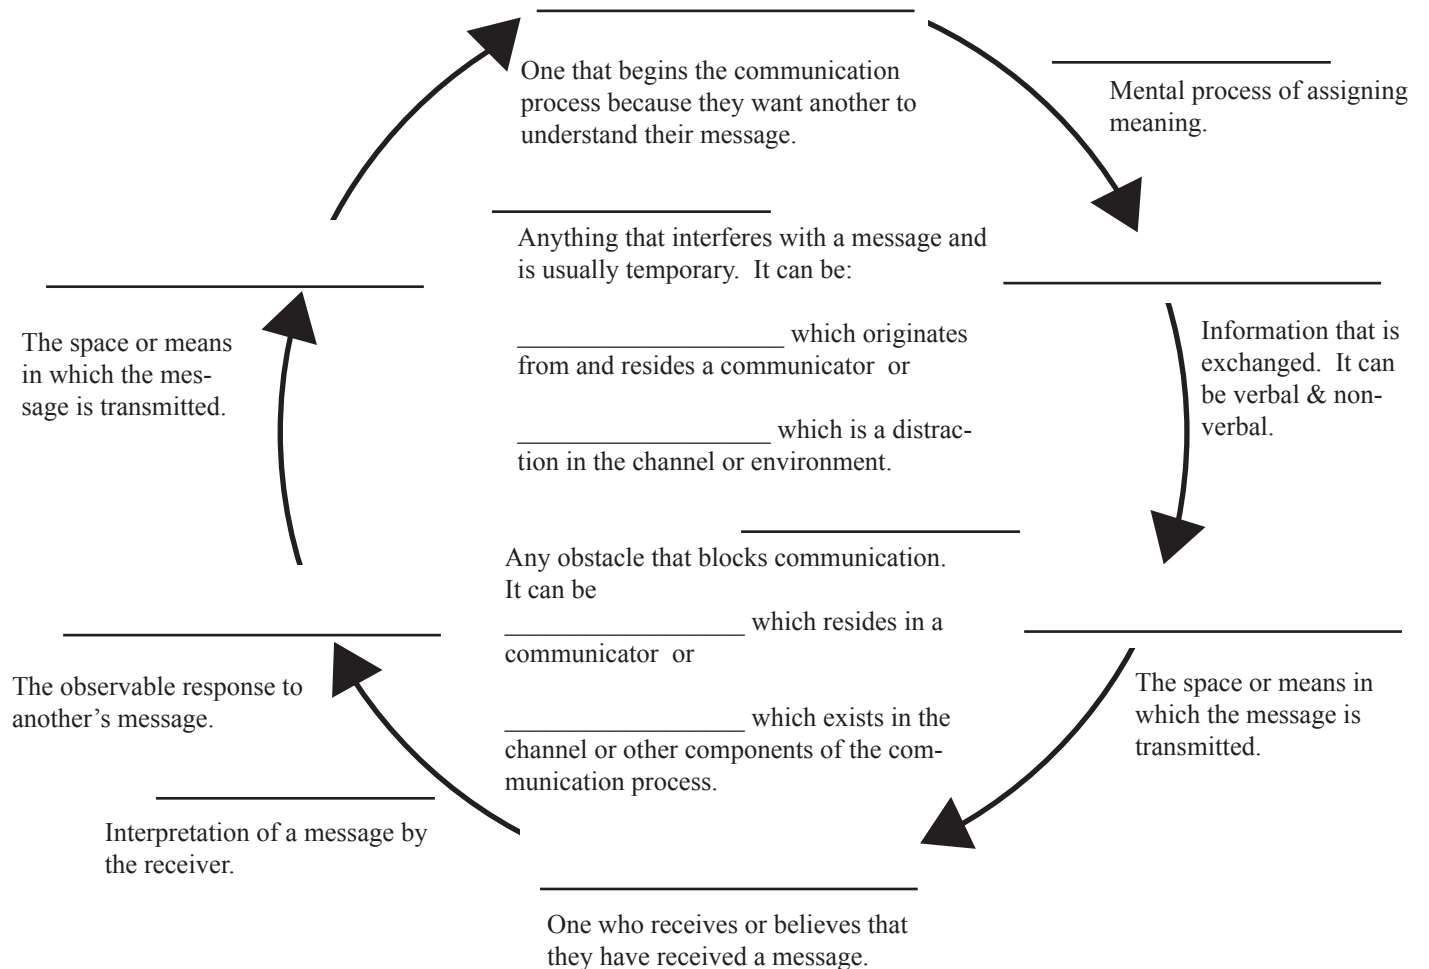 One that begins the communication
process because they want another to
understand their message.
Mental process of assigning
meaning.
Anything that interferes with a message and
is usually temporary.  It can be:
____________________ which originates
from and resides a communicator  or
___________________ which is a distrac-
tion in the channel or environment.
Information that is
exchanged.  It can
be verbal & non-
verbal.
The space or means
in which the mes-
sage is transmitted.
Any obstacle that blocks communication.
It can be
__________________ which resides in a
communicator  or
__________________ which exists in the
channel or other components of the com-
munication process.
The space or means in
which the message is
transmitted.
The observable response to
another’s message.
Interpretation of a message by
the receiver.
One who receives or believes that
they have received a message.